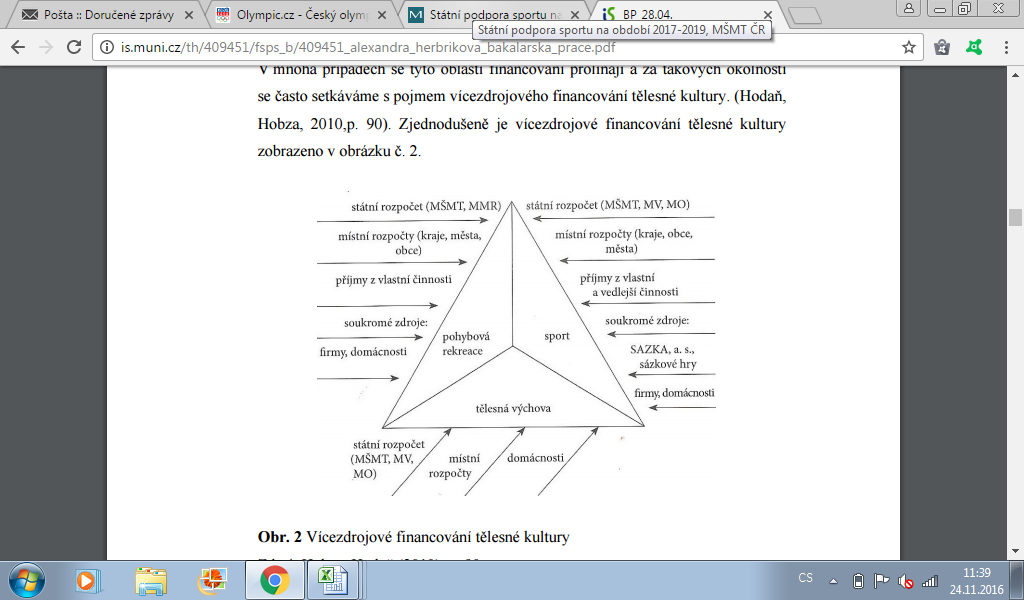 Pošta :: Doručené zprávy
Olympic.cz - Český olym
Státní podpora sportu na
BP 28.04.
Státní podpora sportu na období 2017-2019, MŠMT ČR
is.muni.cz/th/409451/fsps_b/409451_alexandra_herbrikova_bakalarska_prace.pdf
V mnoha případech se tyto oblasti financování prolínají a za takových okolností
se často setkáváme s pojmem vícezdrojového financování tělesné kultury. (Hodaň,
Hobza, 2010,p. 90). Zjednodušeně je vícezdrojové financování tělesné kultury
zobrazeno v obrázku č. 2.
státní rozpočet (MŠMT, MMR)
místní rozpočty (kraje, města,
obce)
příjmy z vlastní činnosti
soukromé zdroje:
firmy, domácnosti
státní rozpočet (MŠMT, MV, MO)
místní rozpočty (kraje, obce,
města)
příjmy z vlastní
a vedlejší činnosti
soukromé zdroje:
SAZKA, a. s.,
sázkové hry
firmy, domácnosti
pohybová
rekreace
sport
tělesná výchova
státní rozpočet
(MŠMT, MV,
MO)
místní
rozpočty
domácnosti
Obr. 2 Vícezdrojové financování tělesné kultury
CS
11:39
24.11.2016